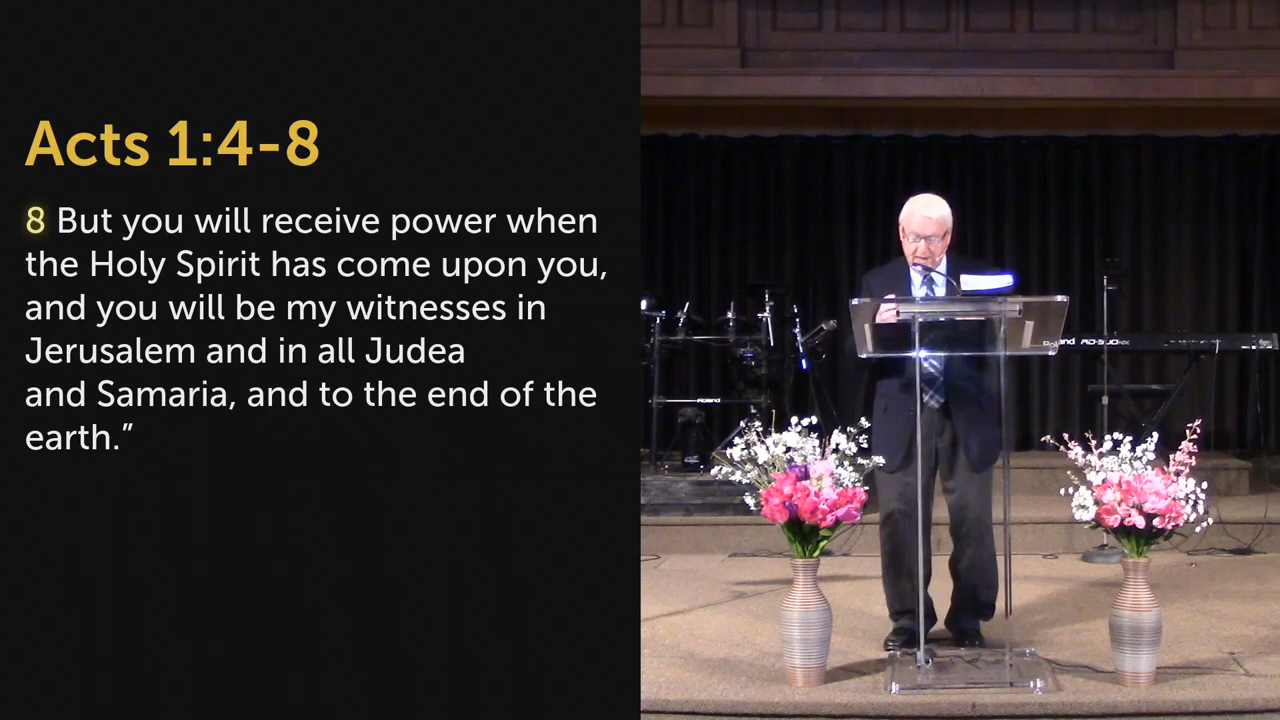 Acts 1:4-8
8 But you will receive power when
the Holy Spirit has come upon you,
and you will be my witnesses in
Jerusalem and in all Judea
and Samaria, and to the end of the
earth.”
Roland
Roland